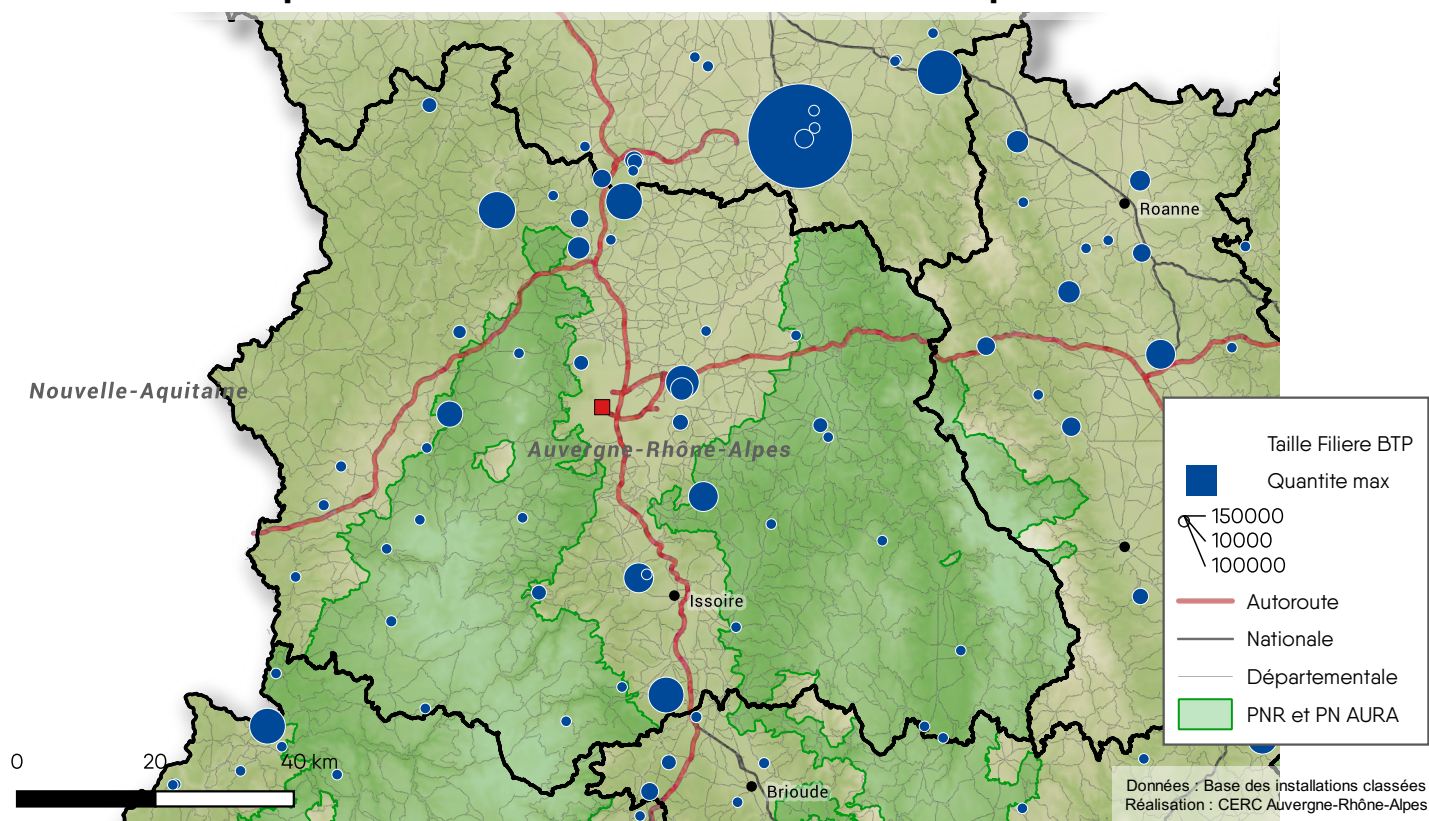 Roanne
Nouvelle-Aquitaine
Auvergne-Rhône-Alpes
Taille Filiere BTP
Quantite max
150000
10000
100000
Issoire
Autoroute
Nationale
Départementale
PNR et PN AURA
0 20 40 km
Brioude
Données : Base des installations classées
Réalisation : CERC Auvergne-Rhône-Alpes